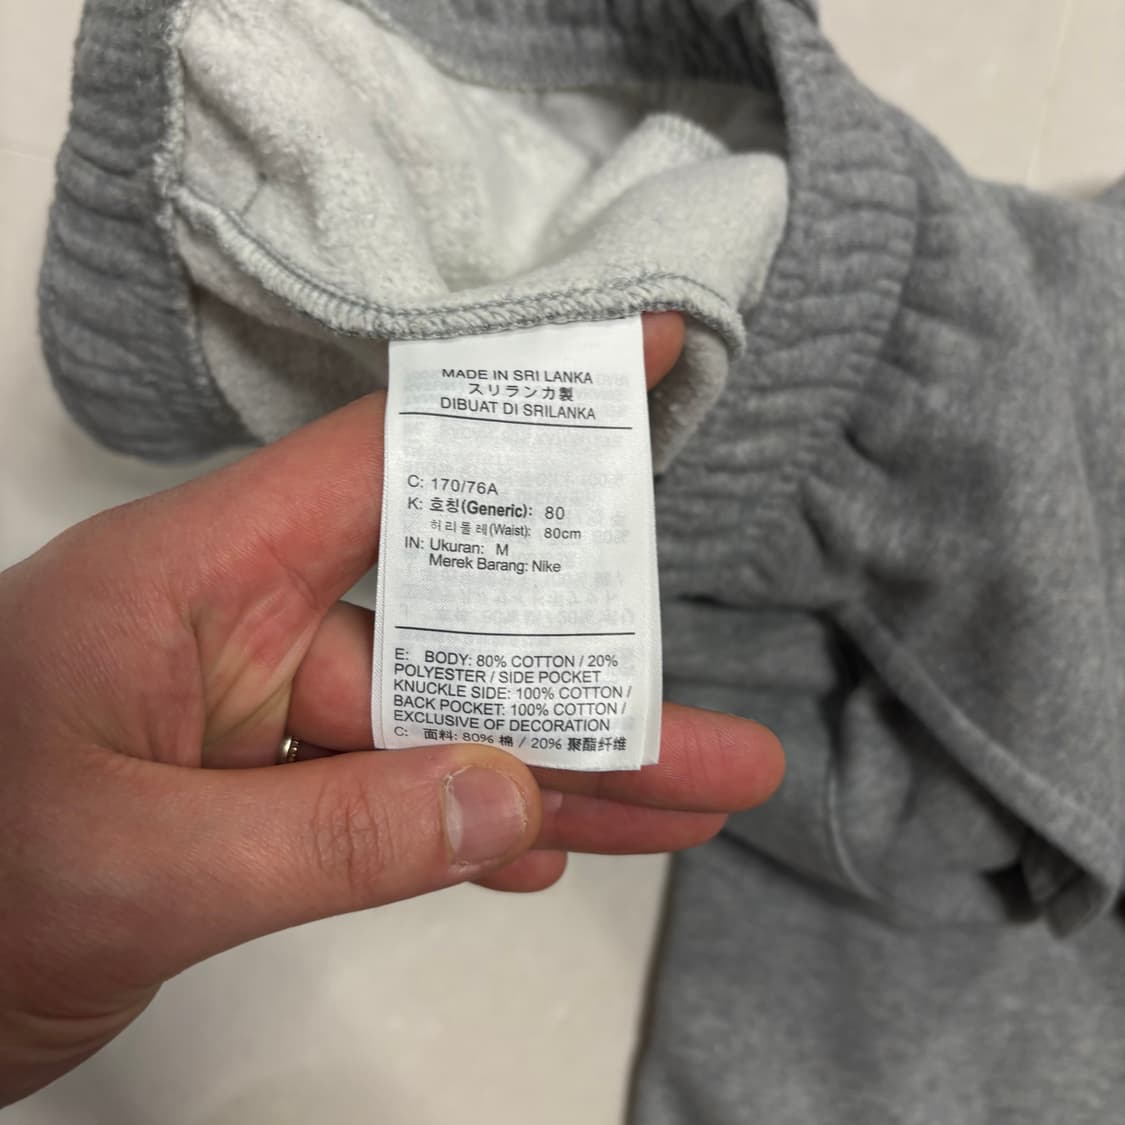 MADE IN SRI LANKA
スリランカ製
DIBUAT DI SRILANKA
C: 170/76A
K: 호칭(Generic): 80
허리둘레(Waist): 80cm
IN: Ukuran: M
Merek Barang: Nike
E: BODY: 80% COTTON / 20%
POLYESTER / SIDE POCKET
KNUCKLE SIDE: 100% COTTON /
BACK POCKET: 100% COTTON /
EXCLUSIVE OF DECORATION
C: 面料: 80% 棉 / 20% 聚酯纤维